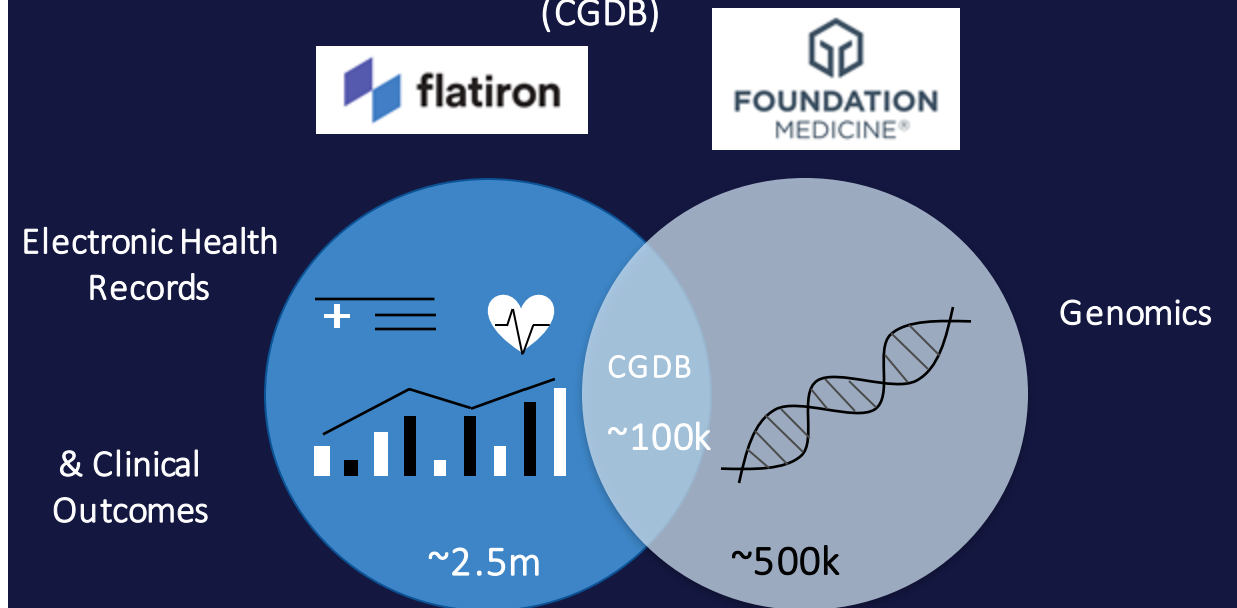 (CGDB)
flatiron
FOUNDATION
MEDICINE®
Electronic Health
Records
Genomics
CGDB
~100k
& Clinical
Outcomes
~2.5m
~500k